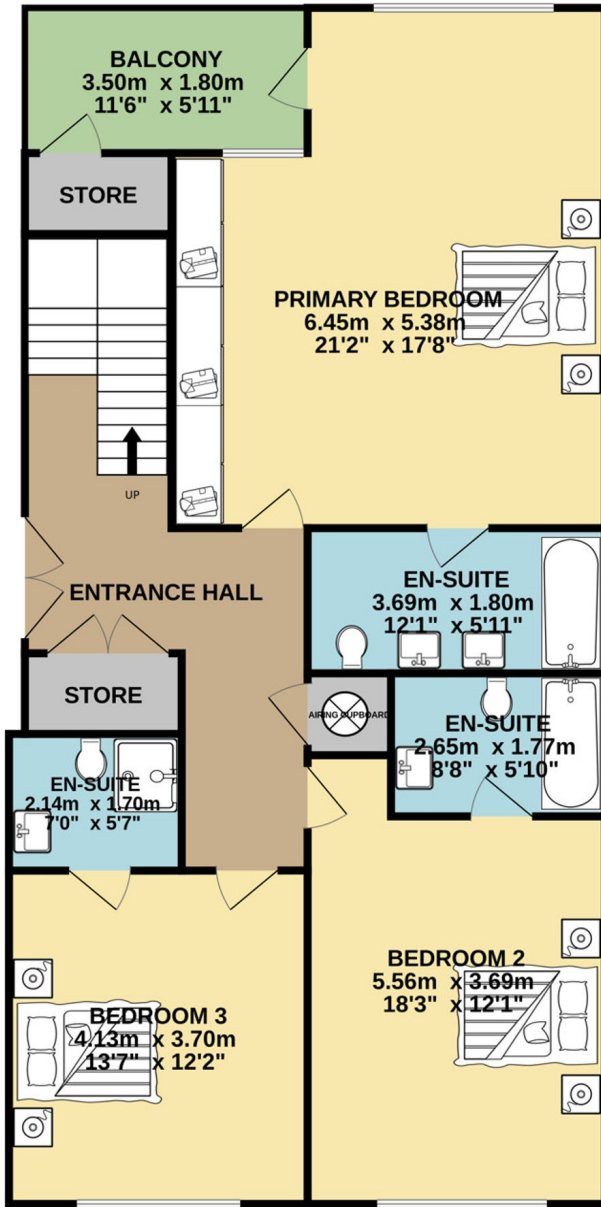 BALCONY
3.50m x 1.80m
11'6" x 5'11"
STORE
PRIMARY BEDROOM
6.45m x 5.38m
21'2" x 17'8"
UP
ENTRANCE HALL
EN-SUITE
3.69m x 1.80m
12'1" x 5'11"
STORE
AIRING CUPBOARD
EN-SUITE
2.65m x 1.77m
8'8" x 5'10"
EN-SUITE
2.14m x 1.70m
7'0" x 5'7"
BEDROOM 2
5.56m x 3.69m
18'3" x 12'1"
BEDROOM 3
4.13m x 3.70m
13'7" x 12'2"